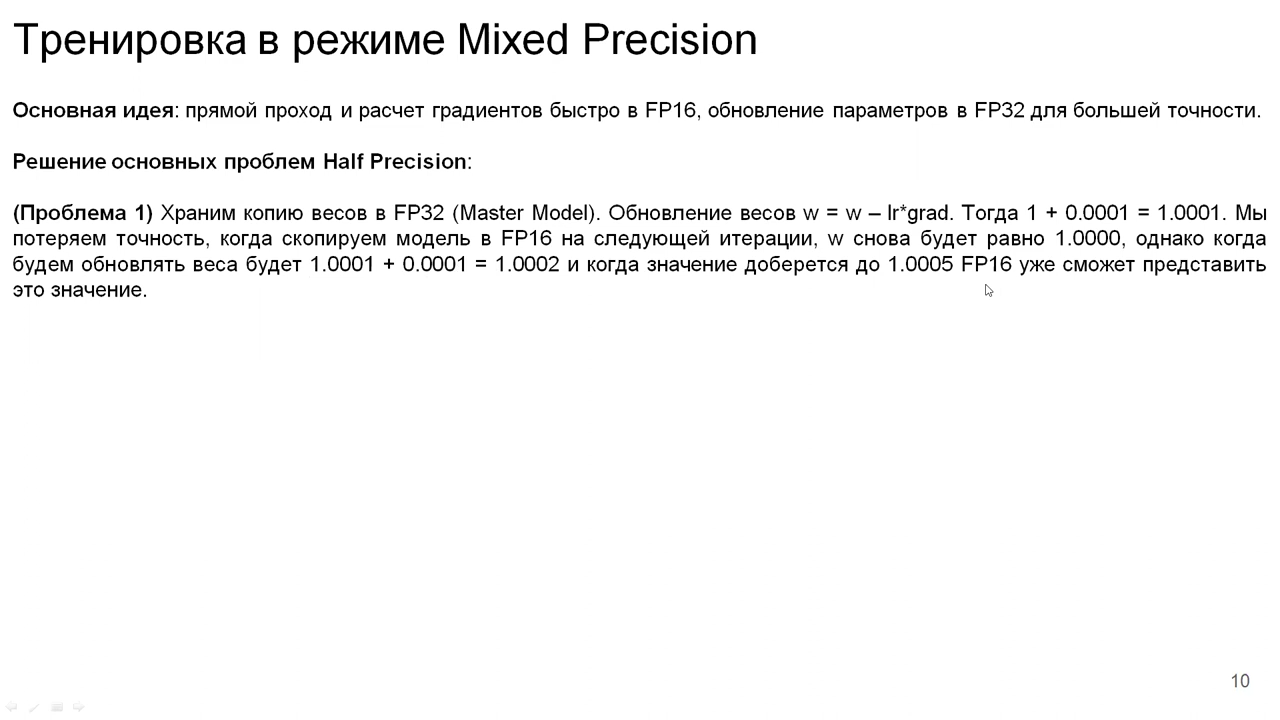 Тренировка в режиме Mixed Precision
Основная идея: прямой проход и расчет градиентов быстро в FP16, обновление параметров в FP32 для большей точности.
Решение основных проблем Half Precision:
(Проблема 1) Храним копию весов в FP32 (Master Model). Обновление весов w = w – lr*grad. Тогда 1 + 0.0001 = 1.0001. Мы
потеряем точность, когда скопируем модель в FP16 на следующей итерации, w снова будет равно 1.0000, однако когда
будем обновлять веса будет 1.0001 + 0.0001 = 1.0002 и когда значение доберется до 1.0005 FP16 уже сможет представить
это значение.
10